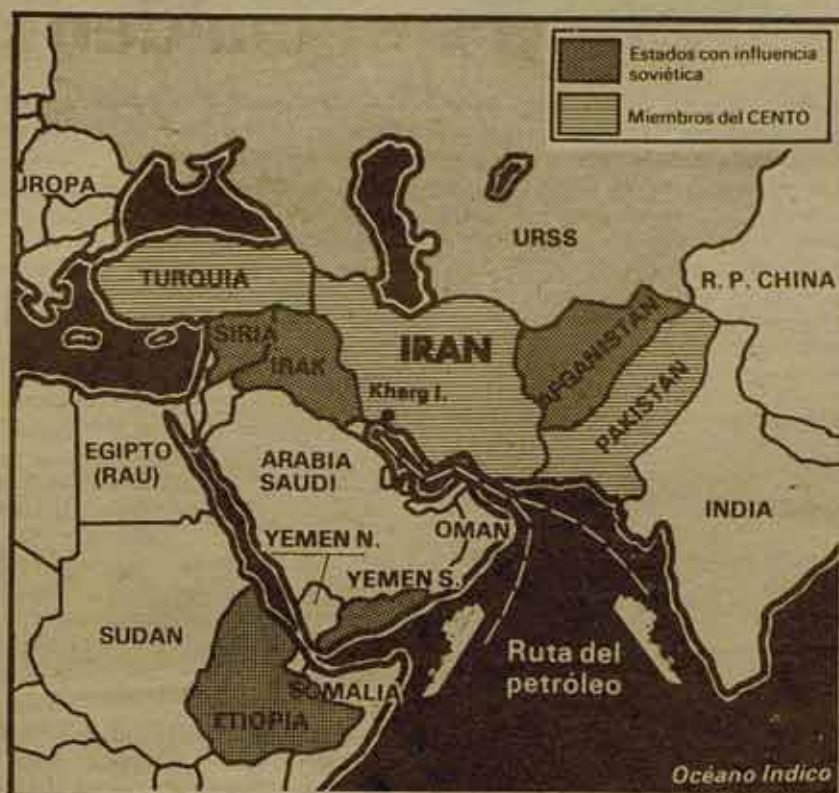 Estados con influencia
soviética
Miembros del CENTO
UROPA
URSS
R. P. CHINA
TURQUIA
SIRIA
IRAK
IRAN
Kharg I.
AFGANISTAN
PAKISTAN
EGIPTO
(RAU)
ARABIA
SAUDI
INDIA
OMAN
YEMEN N.
YEMEN S.
SUDAN
Ruta del
petróleo
SOMALIA
ETIOPIA
Océano Indico